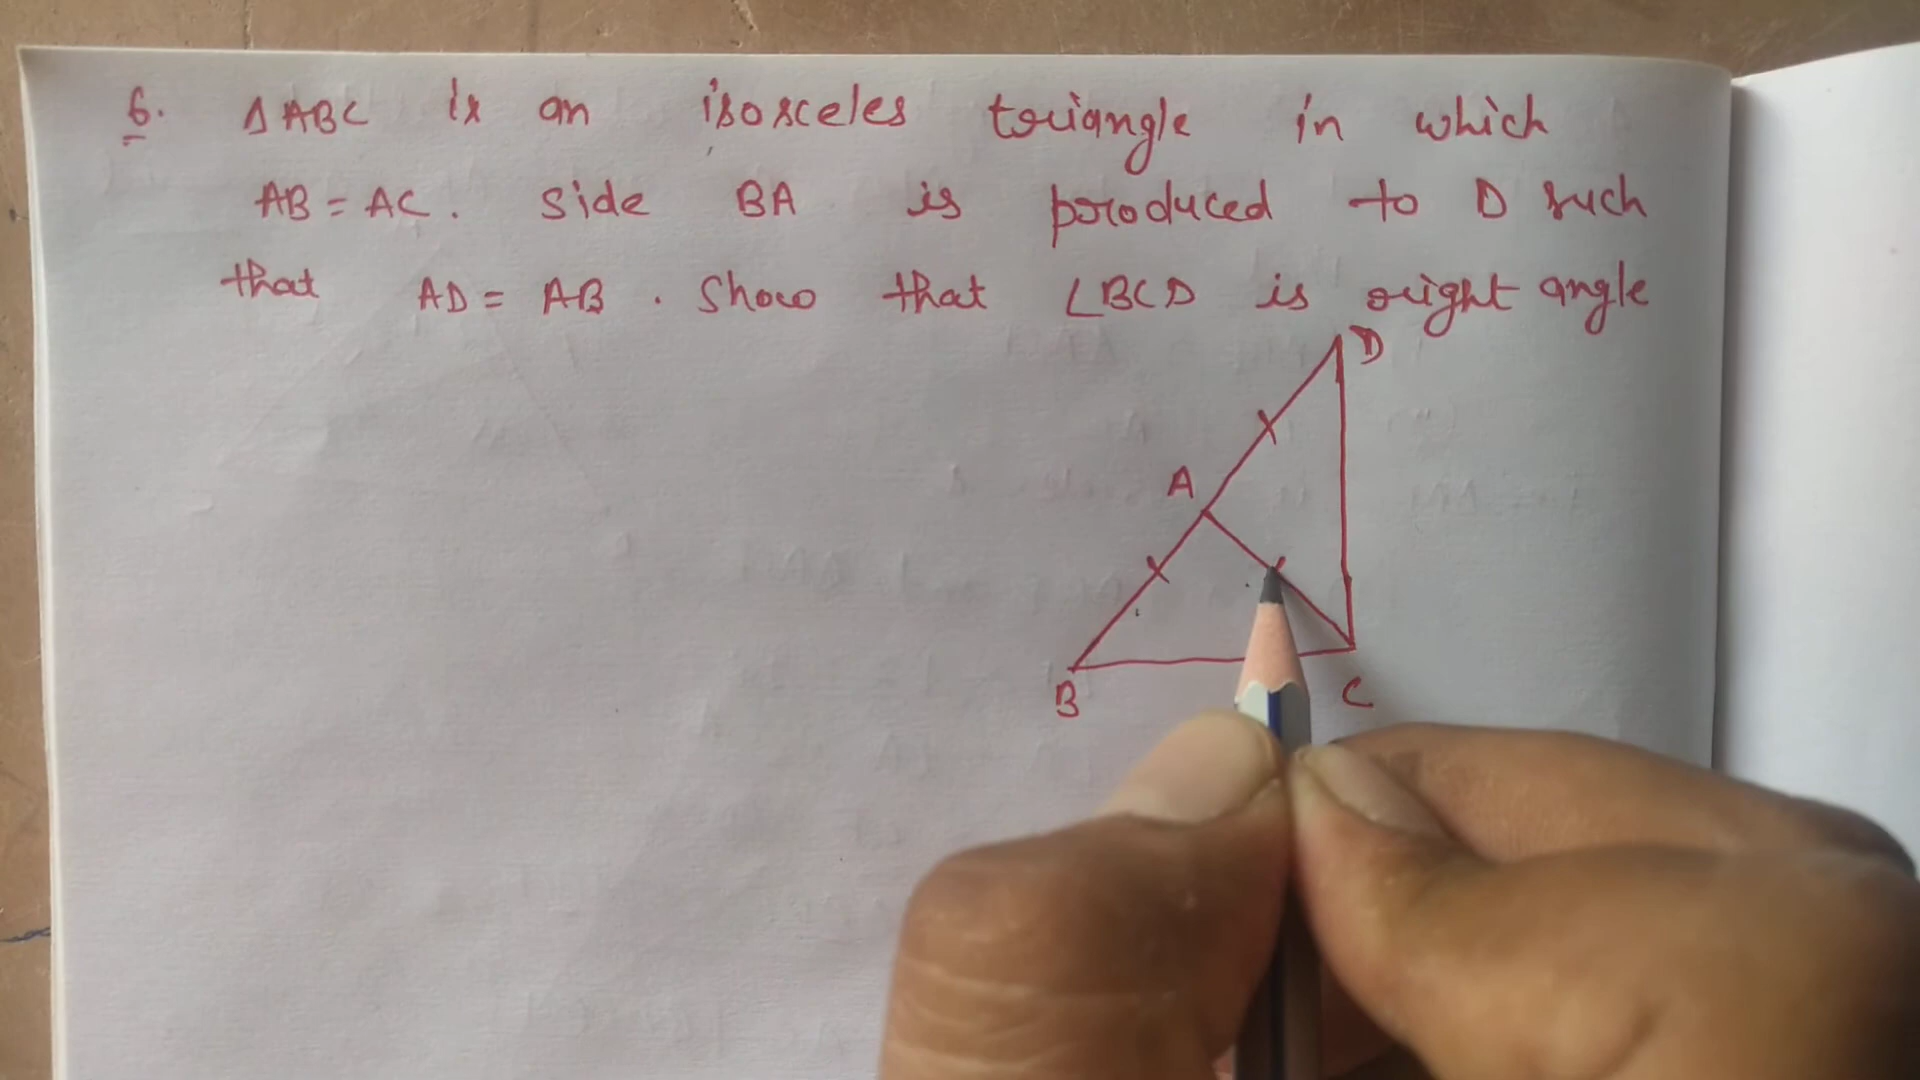 6. △ABC is an isosceles triangle in which
AB = AC. Side BA is produced to D such
that AD = AB. Show that ∠BCD is right angle
D
A
B
C